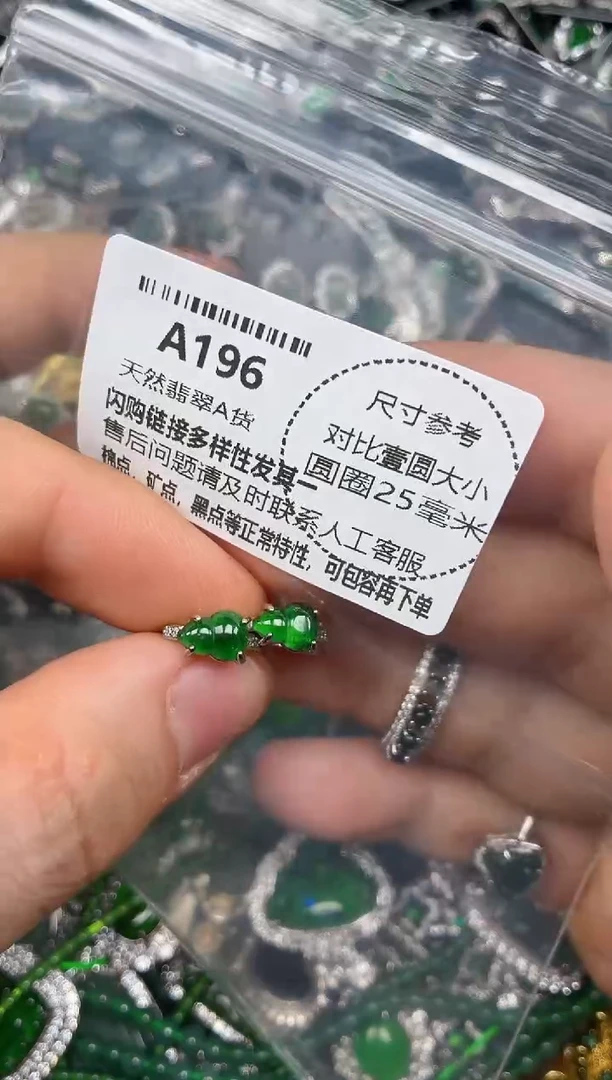 A196
天然翡翠A货
闪购链接多样性发其一
售后问题请及时联系人工客服
棉点，矿点，黑点等正常特性，可包容再下单
尺寸参考
对比壹圆大小
圆圈25毫米